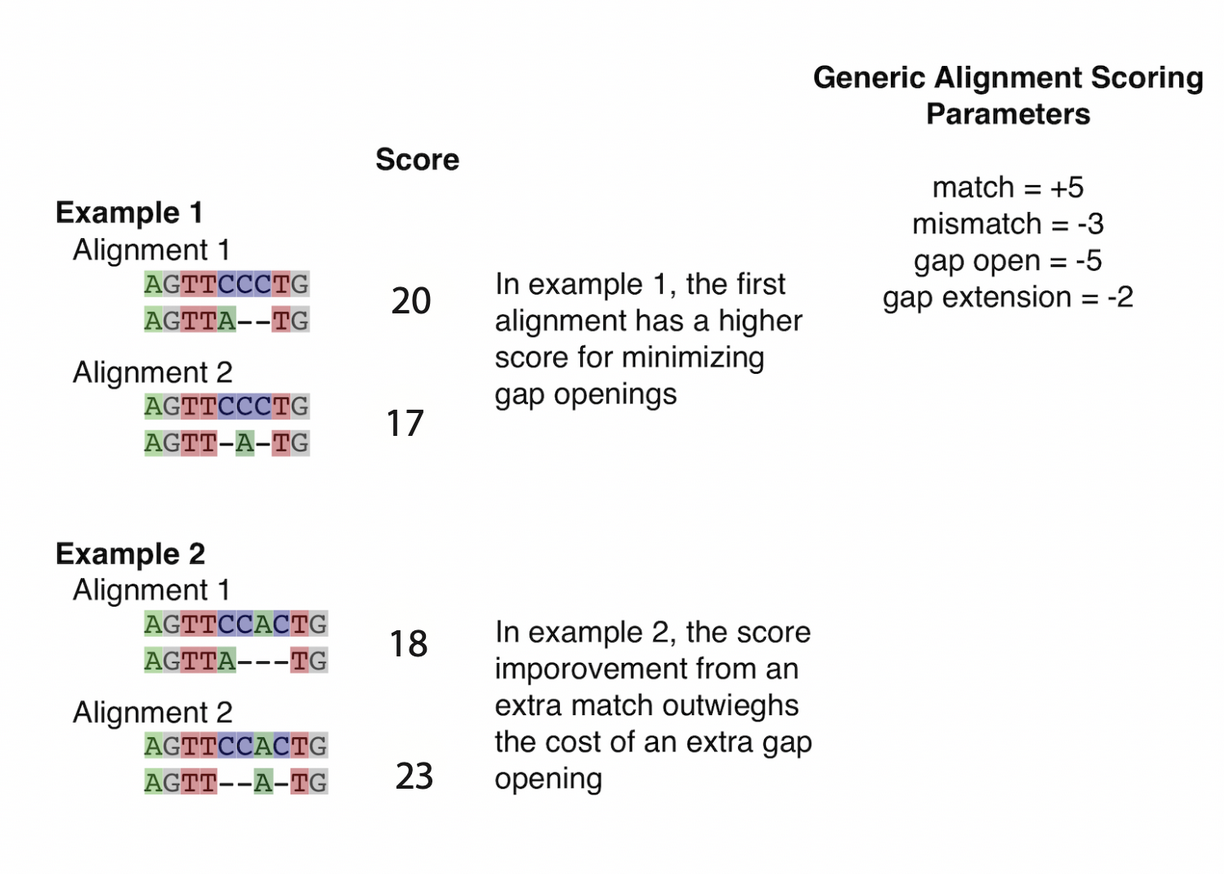 Generic Alignment Scoring
Parameters
match = +5
mismatch = -3
gap open = -5
gap extension = -2
Score
Example 1
Alignment 1
AGTTCCCTG
AGTTA--TG
20
Alignment 2
AGTTCCCTG
AGTT-A-TG
17
In example 1, the first
alignment has a higher
score for minimizing
gap openings
Example 2
Alignment 1
AGTTCCACTG
AGTTA---TG
18
Alignment 2
AGTTCCACTG
AGTT--A-TG
23
In example 2, the score
imporovement from an
extra match outwieghs
the cost of an extra gap
opening